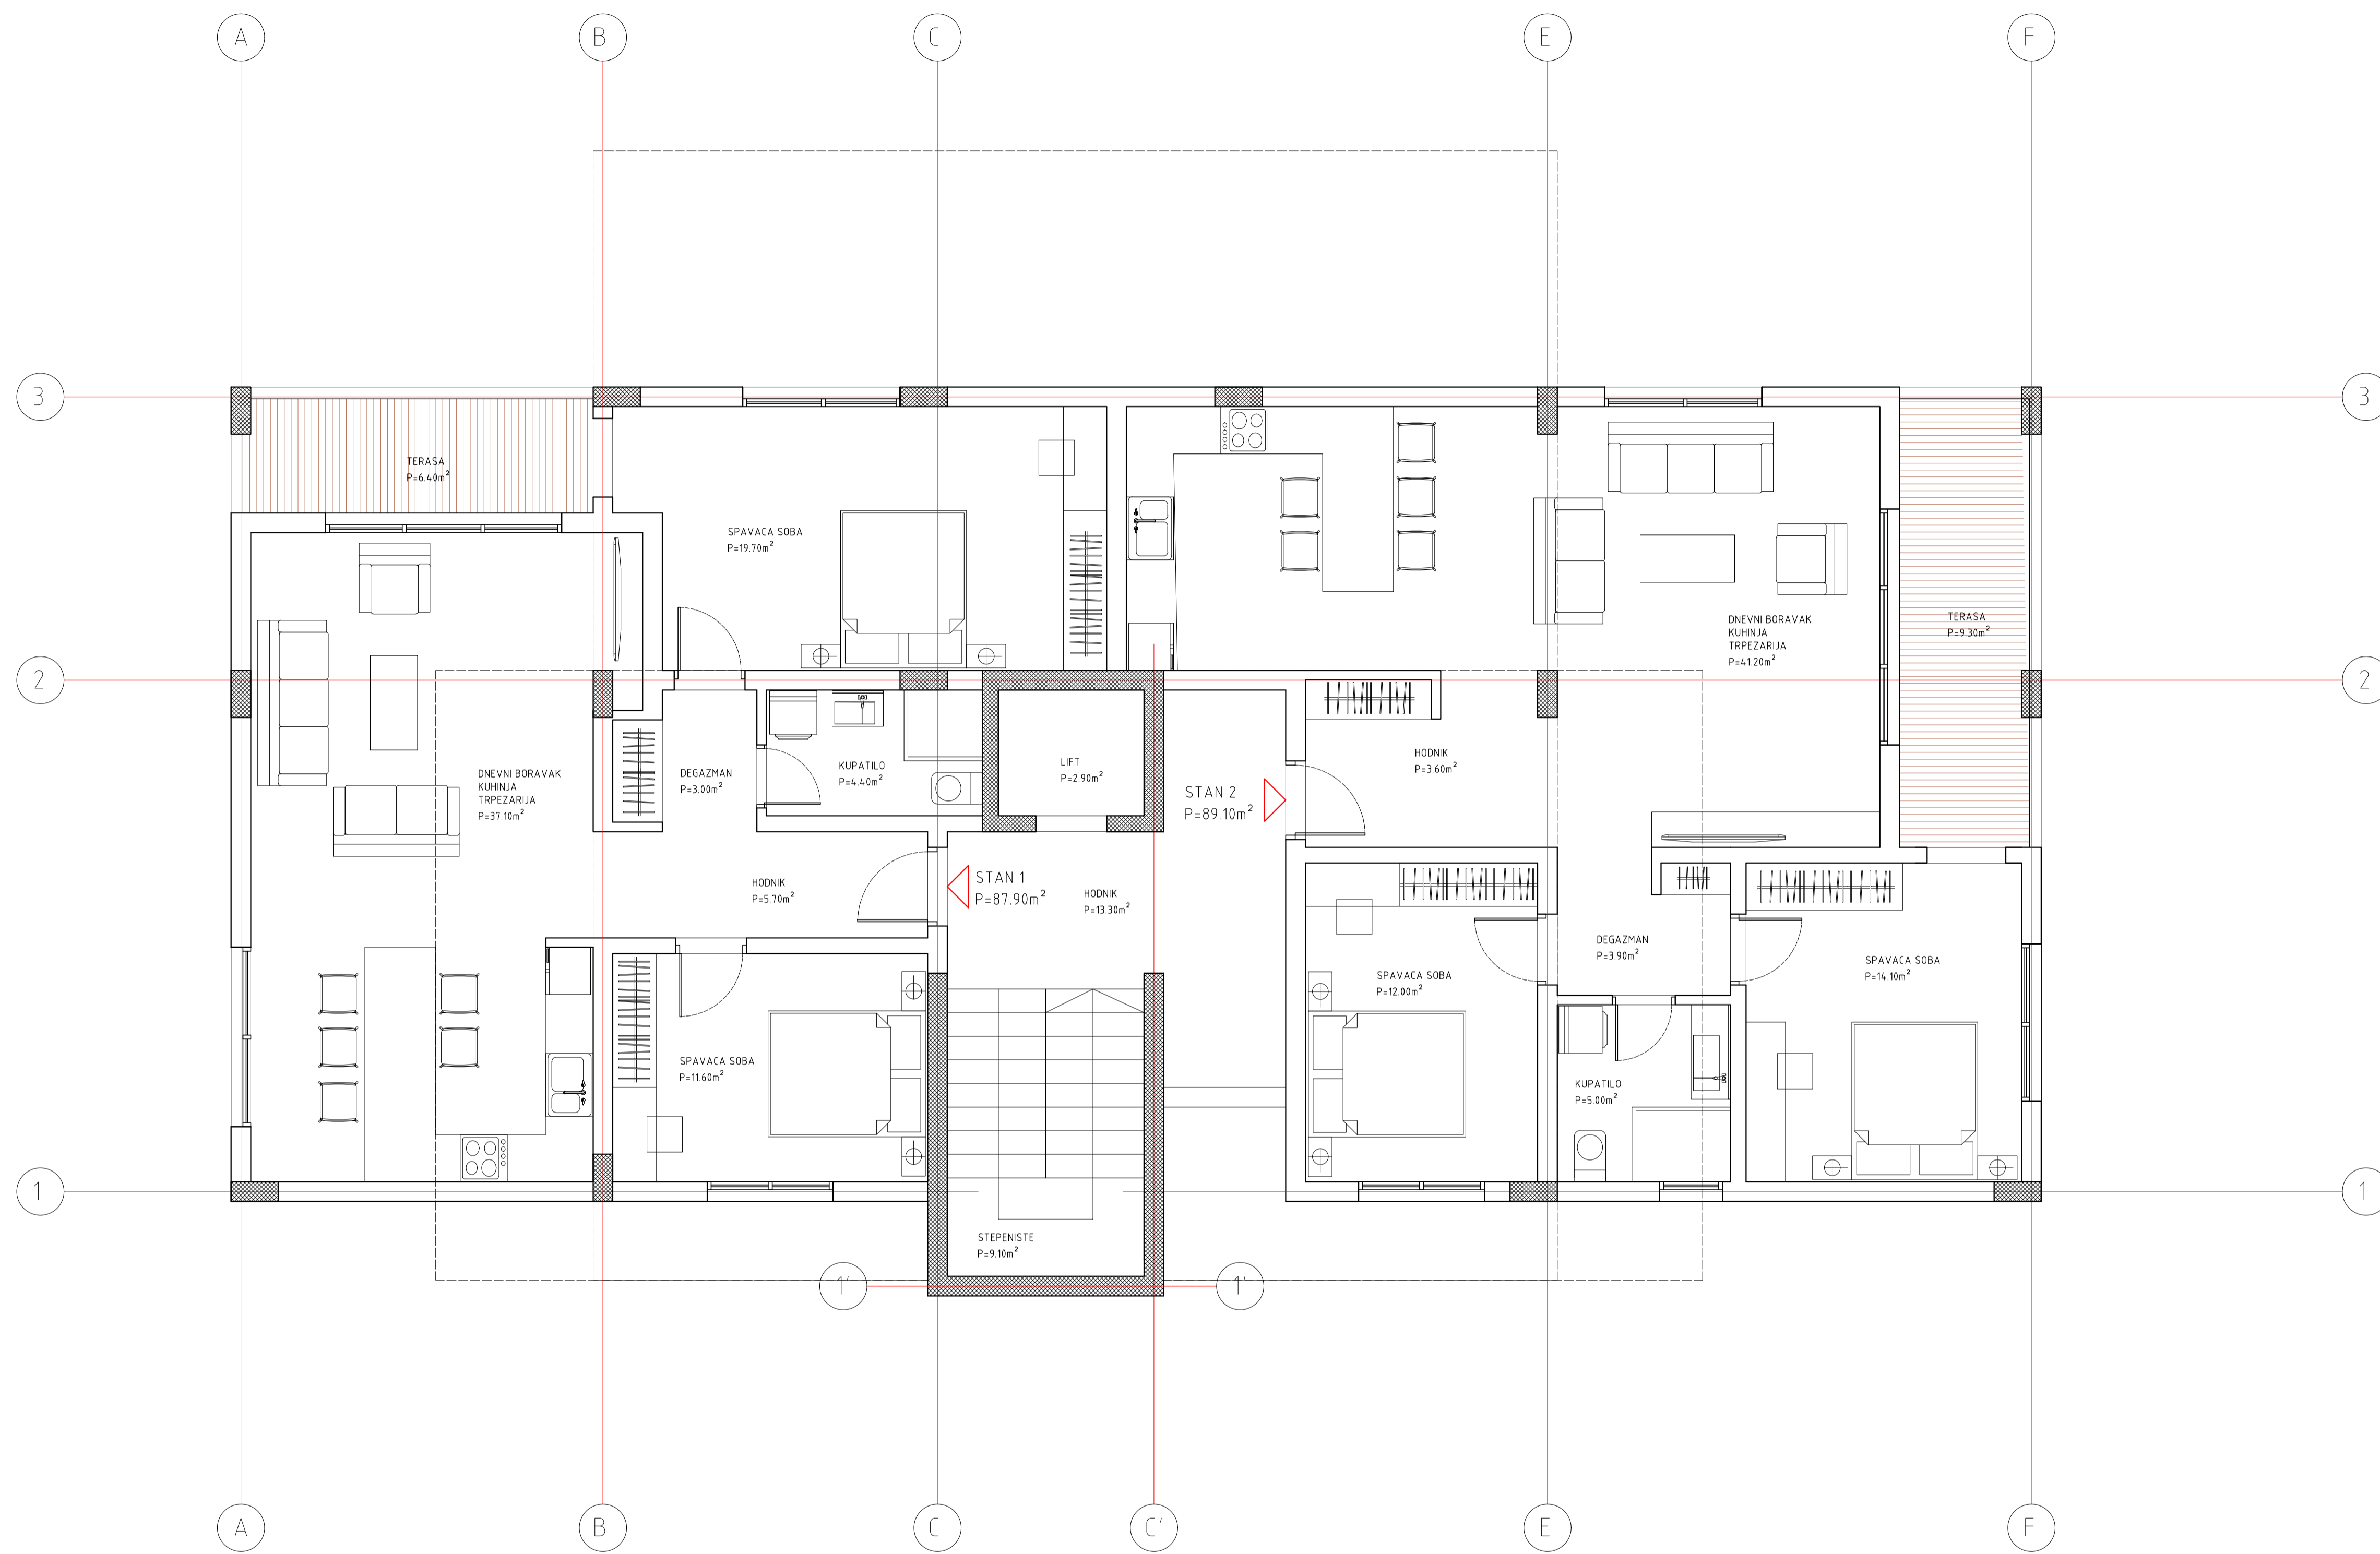 A
B
C
E
F
3
3
TERASA
P=6.40m²
SPAVACA SOBA
P=19.70m²
DNEVNI BORAVAK
KUHINJA
TRPEZARIJA
P=41.20m²
TERASA
P=9.30m²
2
2
DNEVNI BORAVAK
KUHINJA
TRPEZARIJA
P=37.10m²
DEGAZMAN
P=3.00m²
KUPATILO
P=4.40m²
LIFT
P=2.90m²
STAN 2
P=89.10m²
HODNIK
P=3.60m²
HODNIK
P=5.70m²
STAN 1
P=87.90m²
HODNIK
P=13.30m²
DEGAZMAN
P=3.90m²
SPAVACA SOBA
P=12.00m²
SPAVACA SOBA
P=14.10m²
SPAVACA SOBA
P=11.60m²
KUPATILO
P=5.00m²
1
1
STEPENISTE
P=9.10m²
1'
1'
A
B
C
C'
E
F